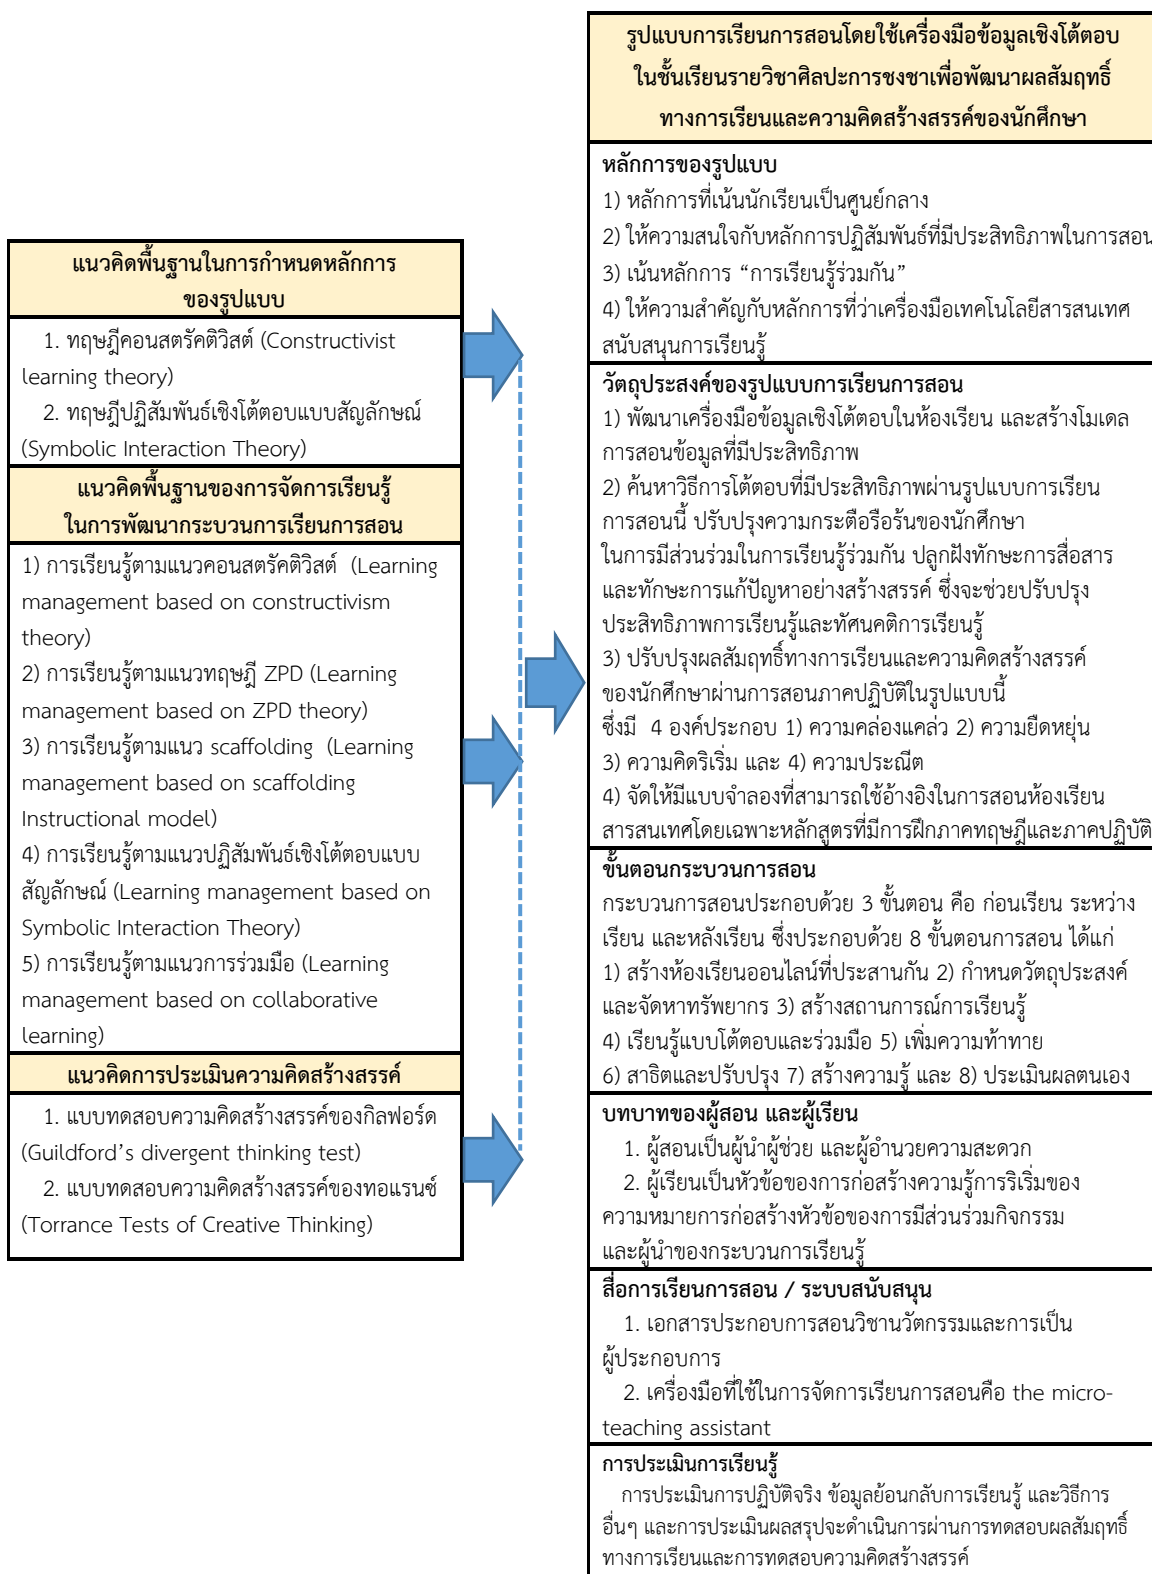 แนวคิดพื้นฐานในการกำหนดหลักการ
ของรูปแบบ
1. ทฤษฎีคอนสตรัคติวิสต์ (Constructivist
learning theory)
2. ทฤษฎีปฏิสัมพันธ์เชิงโต้ตอบแบบสัญลักษณ์
(Symbolic Interaction Theory)
แนวคิดพื้นฐานของการจัดการเรียนรู้
ในการพัฒนากระบวนการเรียนการสอน
1) การเรียนรู้ตามแนวคอนสตรัคติวิสต์ (Learning
management based on constructivism
theory)
2) การเรียนรู้ตามแนวทฤษฎี ZPD (Learning
management based on ZPD theory)
3) การเรียนรู้ตามแนว scaffolding (Learning
management based on scaffolding
Instructional model)
4) การเรียนรู้ตามแนวปฏิสัมพันธ์เชิงโต้ตอบแบบ
สัญลักษณ์ (Learning management based on
Symbolic Interaction Theory)
5) การเรียนรู้ตามแนวการร่วมมือ (Learning
management based on collaborative
learning)
แนวคิดการประเมินความคิดสร้างสรรค์
1. แบบทดสอบความคิดสร้างสรรค์ของกิลฟอร์ด
(Guildford's divergent thinking test)
2. แบบทดสอบความคิดสร้างสรรค์ของทอแรนซ์
(Torrance Tests of Creative Thinking)
รูปแบบการเรียนการสอนโดยใช้เครื่องมือข้อมูลเชิงโต้ตอบ
ในชั้นเรียนรายวิชาศิลปะการชงชาเพื่อพัฒนาผลสัมฤทธิ์
ทางการเรียนและความคิดสร้างสรรค์ของนักศึกษา
หลักการของรูปแบบ
1) หลักการที่เน้นนักเรียนเป็นศูนย์กลาง
2) ให้ความสนใจกับหลักการปฏิสัมพันธ์ที่มีประสิทธิภาพในการสอน
3) เน้นหลักการ “การเรียนรู้ร่วมกัน”
4) ให้ความสำคัญกับหลักการที่ว่าเครื่องมือเทคโนโลยีสารสนเทศ
สนับสนุนการเรียนรู้
วัตถุประสงค์ของรูปแบบการเรียนการสอน
1) พัฒนาเครื่องมือข้อมูลเชิงโต้ตอบในห้องเรียน และสร้างโมเดล
การสอนข้อมูลที่มีประสิทธิภาพ
2) ค้นหาวิธีการโต้ตอบที่มีประสิทธิภาพผ่านรูปแบบการเรียน
การสอนนี้ ปรับปรุงความกระตือรือร้นของนักศึกษา
ในการมีส่วนร่วมในการเรียนรู้ร่วมกัน ปลูกฝังทักษะการสื่อสาร
และทักษะการแก้ปัญหาอย่างสร้างสรรค์ ซึ่งจะช่วยปรับปรุง
ประสิทธิภาพการเรียนรู้และทัศนคติการเรียนรู้
3) ปรับปรุงผลสัมฤทธิ์ทางการเรียนและความคิดสร้างสรรค์
ของนักศึกษาผ่านการสอนภาคปฏิบัติในรูปแบบนี้
ซึ่งมี 4 องค์ประกอบ 1) ความคล่องแคล่ว 2) ความยืดหยุ่น
3) ความคิดริเริ่ม และ 4) ความประณีต
4) จัดให้มีแบบจำลองที่สามารถใช้อ้างอิงในการสอนห้องเรียน
สารสนเทศโดยเฉพาะหลักสูตรที่มีการฝึกภาคทฤษฎีและภาคปฏิบัติ
ขั้นตอนกระบวนการสอน
กระบวนการสอนประกอบด้วย 3 ขั้นตอน คือ ก่อนเรียน ระหว่าง
เรียน และหลังเรียน ซึ่งประกอบด้วย 8 ขั้นตอนการสอน ได้แก่
1) สร้างห้องเรียนออนไลน์ที่ประสานกัน 2) กำหนดวัตถุประสงค์
และจัดหาทรัพยากร 3) สร้างสถานการณ์การเรียนรู้
4) เรียนรู้แบบโต้ตอบและร่วมมือ 5) เพิ่มความท้าทาย
6) สาธิตและปรับปรุง 7) สร้างความรู้ และ 8) ประเมินผลตนเอง
บทบาทของผู้สอน และผู้เรียน
1. ผู้สอนเป็นผู้นำผู้ช่วย และผู้อำนวยความสะดวก
2. ผู้เรียนเป็นหัวข้อของการก่อสร้างความรู้การริเริ่มของ
ความหมายการก่อสร้างหัวข้อของการมีส่วนร่วมกิจกรรม
และผู้นำของกระบวนการเรียนรู้
สื่อการเรียนการสอน / ระบบสนับสนุน
1. เอกสารประกอบการสอนวิชานวัตกรรมและการเป็น
ผู้ประกอบการ
2. เครื่องมือที่ใช้ในการจัดการเรียนการสอนคือ the micro-
teaching assistant
การประเมินการเรียนรู้
การประเมินการปฏิบัติจริง ข้อมูลย้อนกลับการเรียนรู้ และวิธีการ
อื่นๆ และการประเมินผลสรุปจะดำเนินการผ่านการทดสอบผลสัมฤทธิ์
ทางการเรียนและการทดสอบความคิดสร้างสรรค์